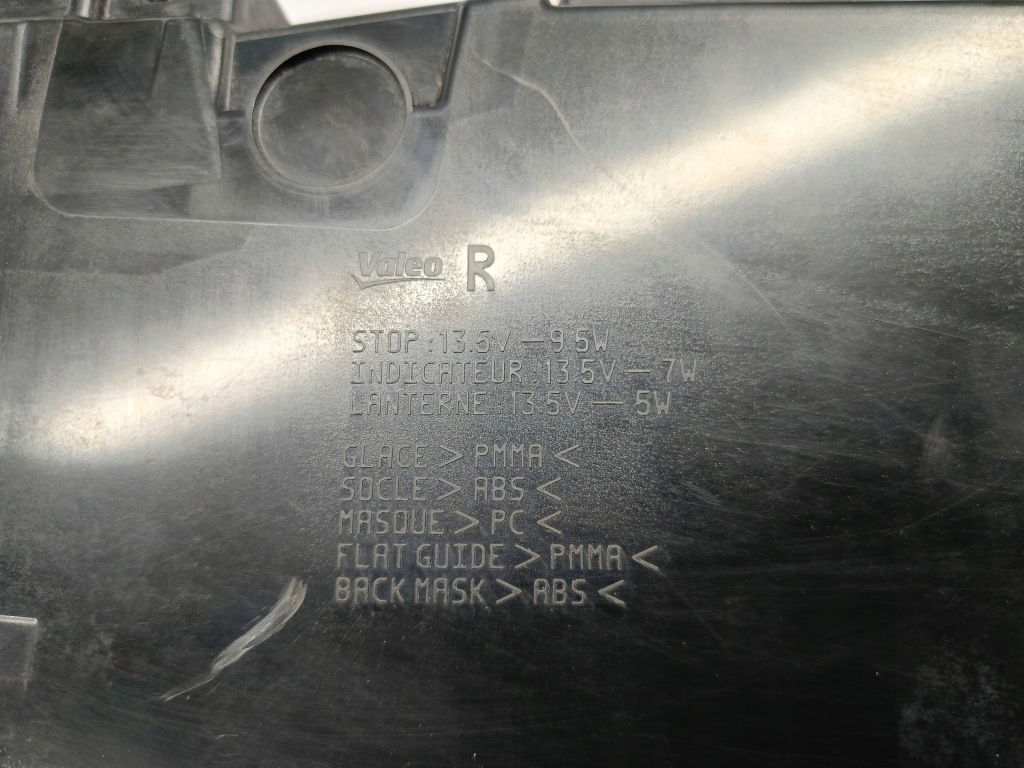 Valeo R
STOP : 13.5V — 9.5W
INDICATEUR : 13.5V — 7W
LANTERNE : 13.5V — 5W
GLACE > PMMA <
SOCLE > ABS <
MASQUE > PC <
FLAT GUIDE > PMMA <
BACK MASK > ABS <